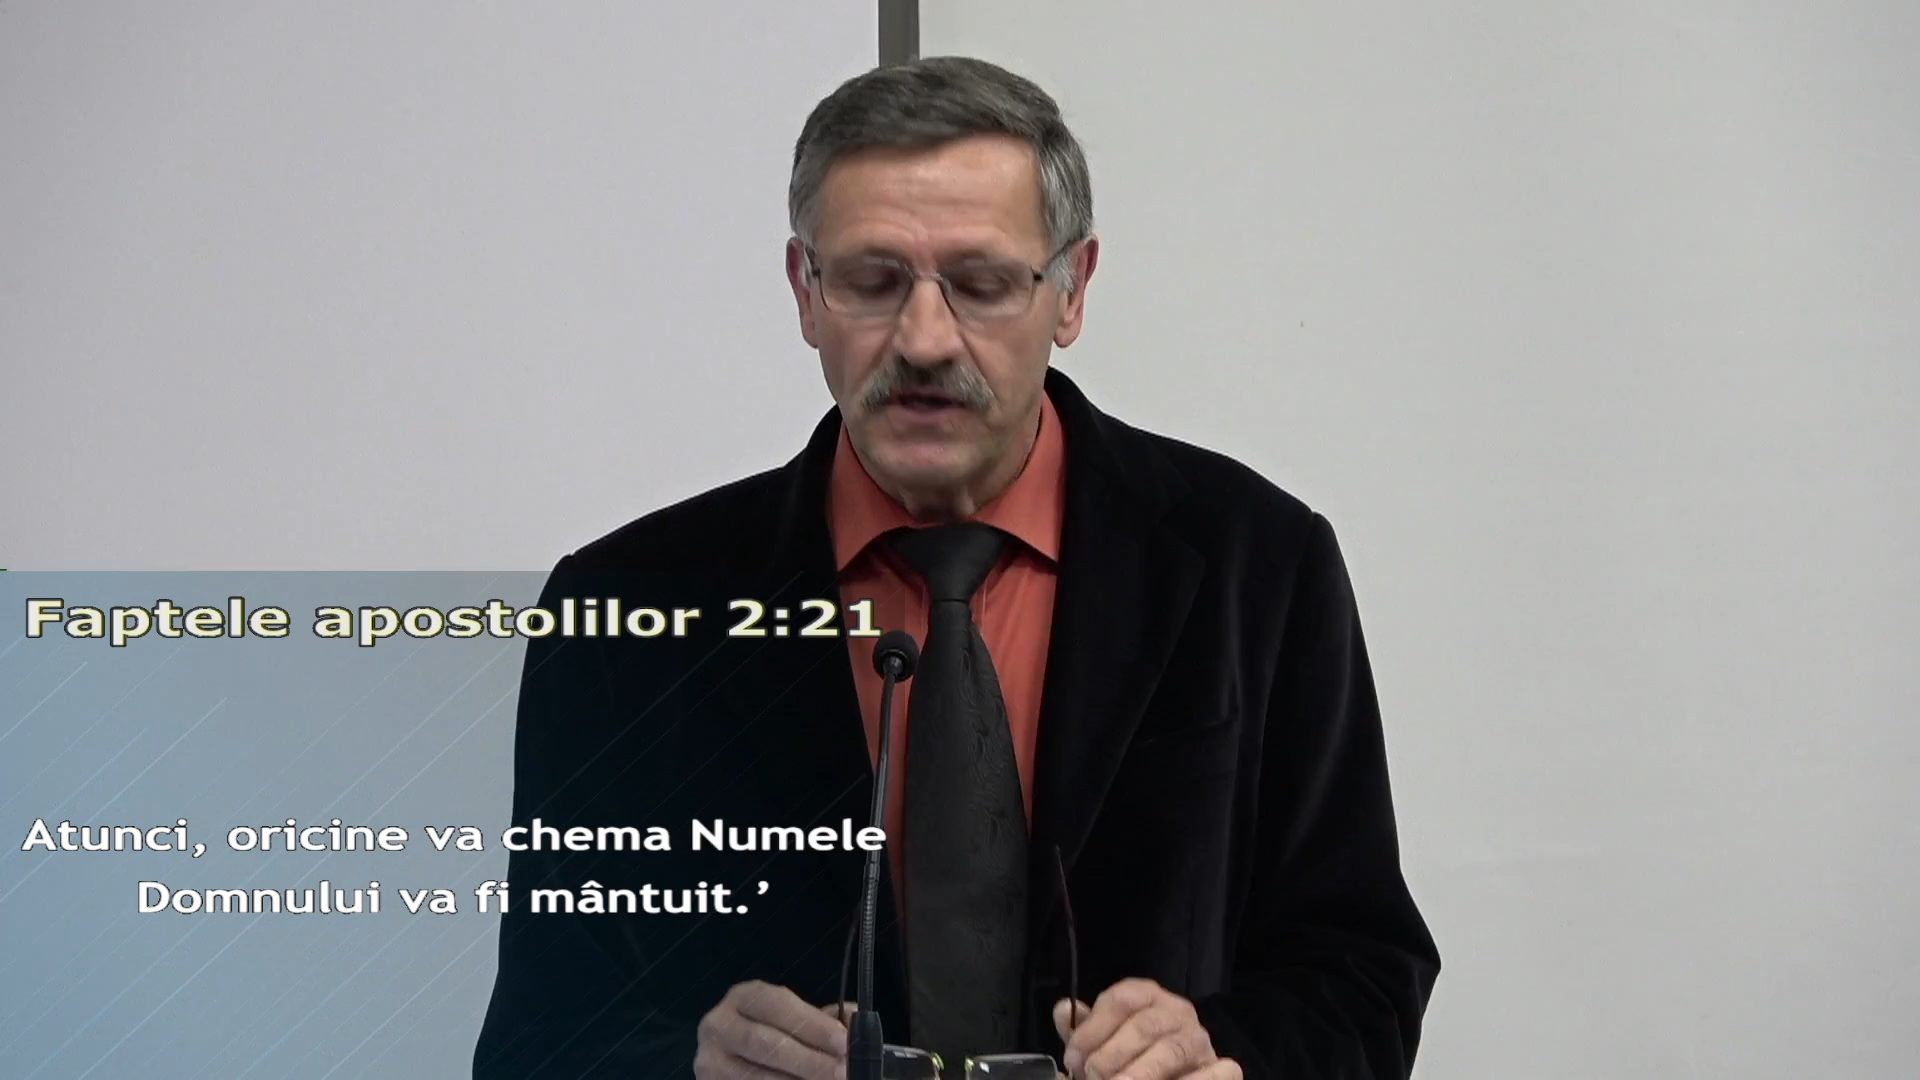 Faptele apostolilor 2:21
Atunci, oricine va chema Numele
Domnului va fi mântuit.’